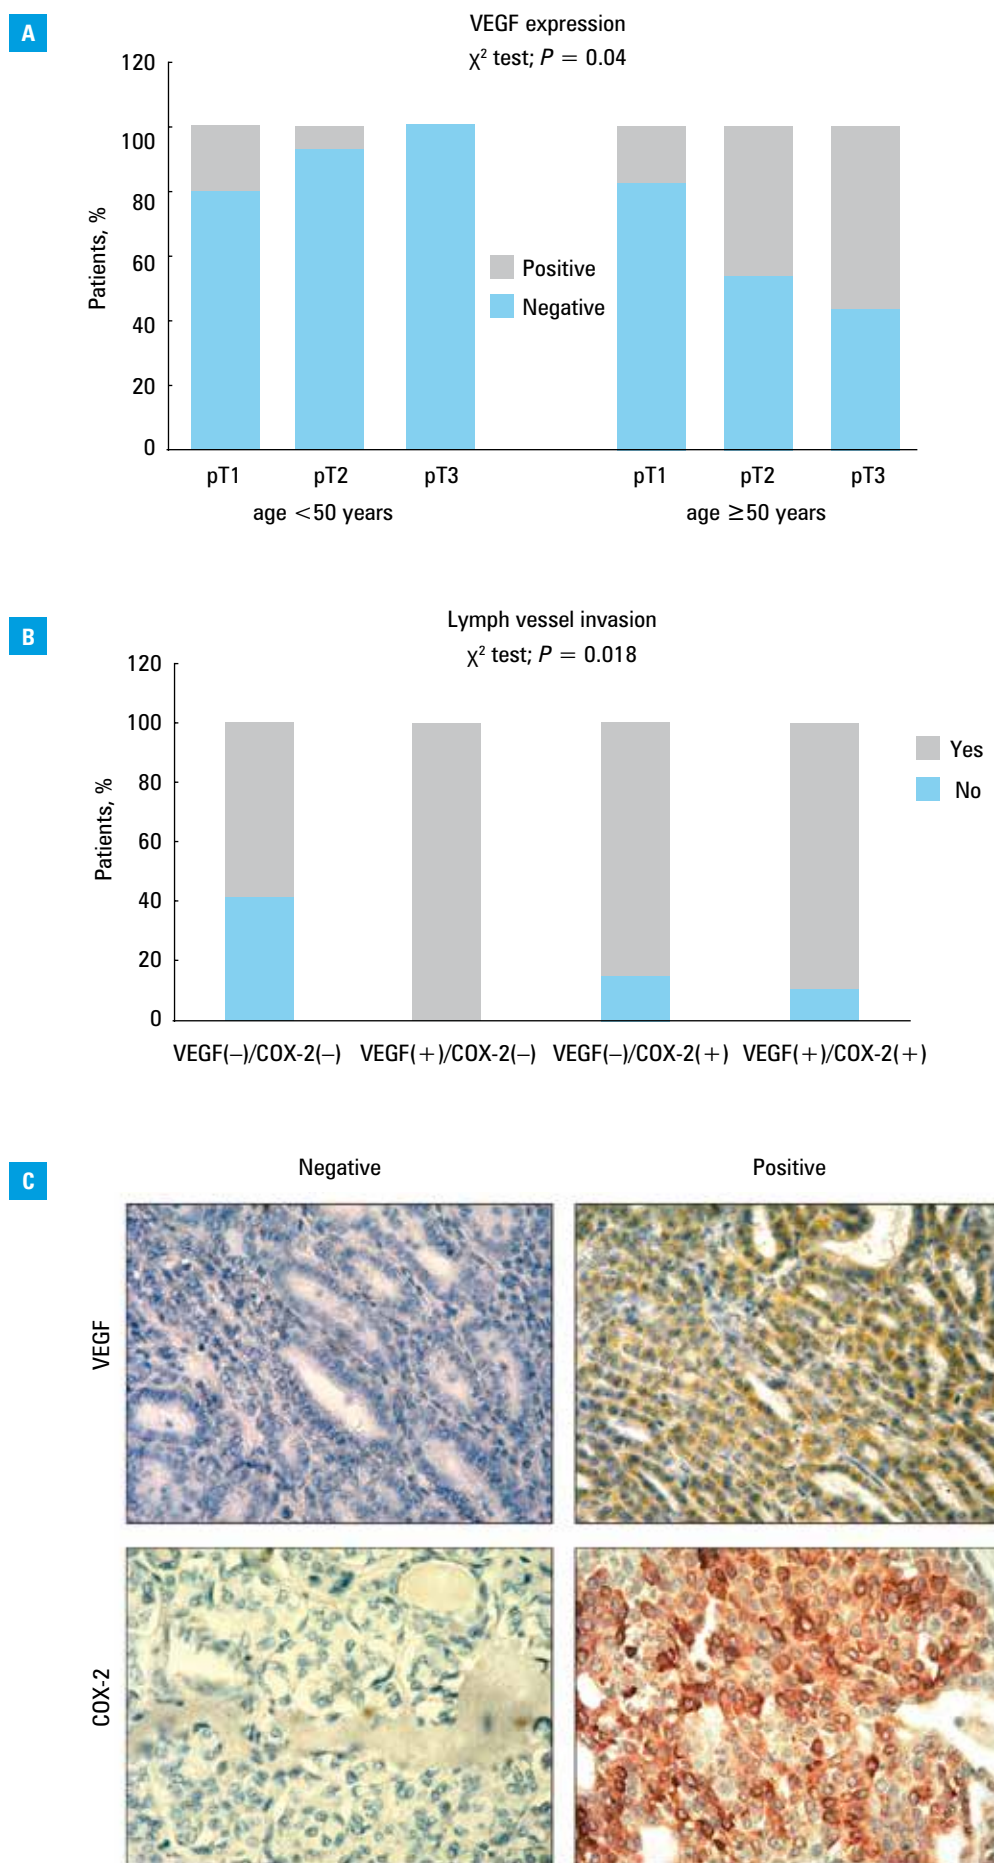 A
VEGF expression
χ² test; P = 0.04
120
100
80
60
40
20
0
Patients, %
Positive
Negative
pT1 pT2 pT3 pT1 pT2 pT3
age <50 years age ≥50 years
B
Lymph vessel invasion
χ² test; P = 0.018
120
100
80
60
40
20
0
Patients, %
Yes
No
VEGF(–)/COX-2(–) VEGF(+)/COX-2(–) VEGF(–)/COX-2(+) VEGF(+)/COX-2(+)
C
Negative Positive
VEGF
COX-2